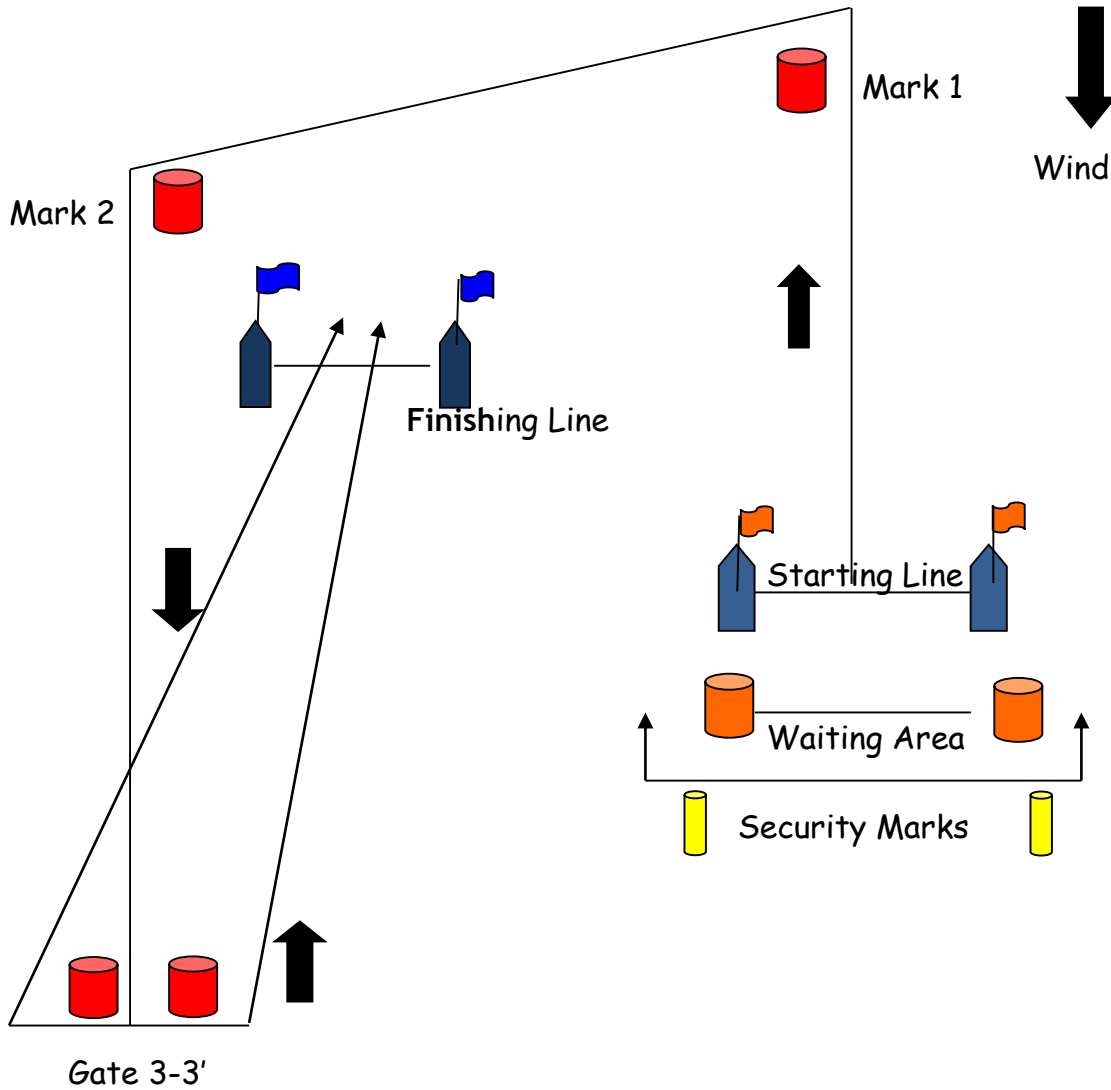 Mark 1
Wind
Mark 2
Finishing Line
Starting Line
Waiting Area
Security Marks
Gate 3-3'